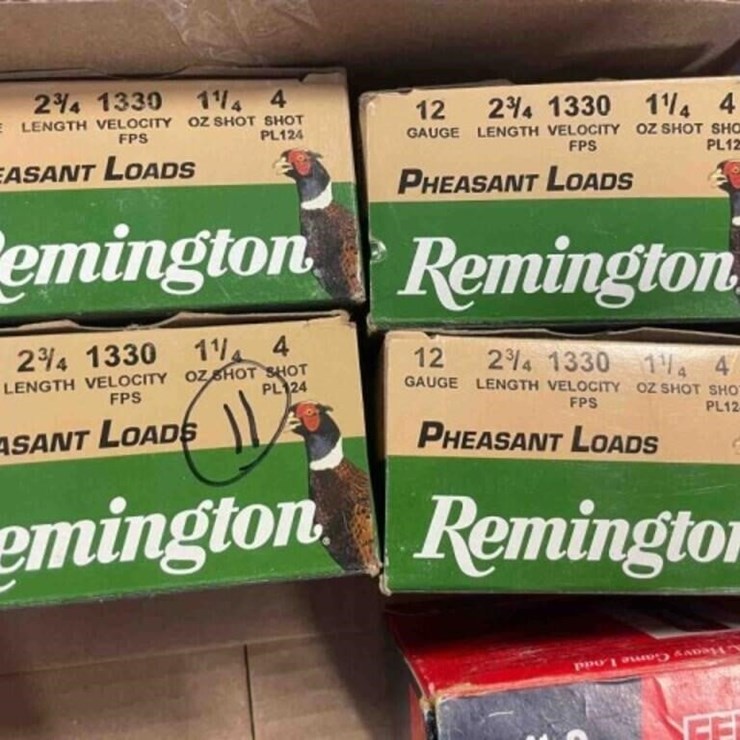 2¾ 1330 1¼ 4
LENGTH VELOCITY OZ SHOT SHOT
FPS PL124
PHEASANT LOADS
Remington
12 2¾ 1330 1¼ 4
GAUGE LENGTH VELOCITY OZ SHOT SHO
FPS PL12
PHEASANT LOADS
Remington
2¾ 1330 1¼ 4
LENGTH VELOCITY OZ SHOT SHOT
FPS PL124
11
ASANT LOADS
emington
12 2¾ 1330 1¼ 4
GAUGE LENGTH VELOCITY OZ SHOT SHO
FPS PL12
PHEASANT LOADS
Remington
Heavy Game Load